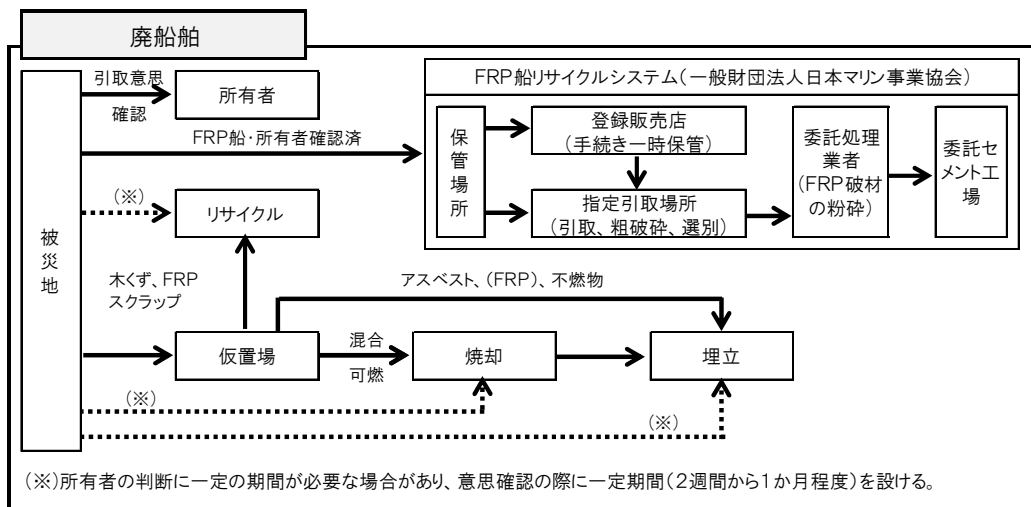 廃船舶
被災地
引取意思
確認
所有者
FRP船・所有者確認済
FRP船リサイクルシステム(一般財団法人日本マリン事業協会)
保管場所
登録販売店
(手続き一時保管)
指定引取場所
(引取、粗破砕、選別)
委託処理
業者
(FRP破材
の粉砕)
委託セ
メント工
場
(※)
リサイクル
木くず、FRP
スクラップ
アスベスト、(FRP)、不燃物
仮置場
混合
可燃
焼却
埋立
(※)
(※)
(※)所有者の判断に一定の期間が必要な場合があり、意思確認の際に一定期間(2週間から1か月程度)を設ける。